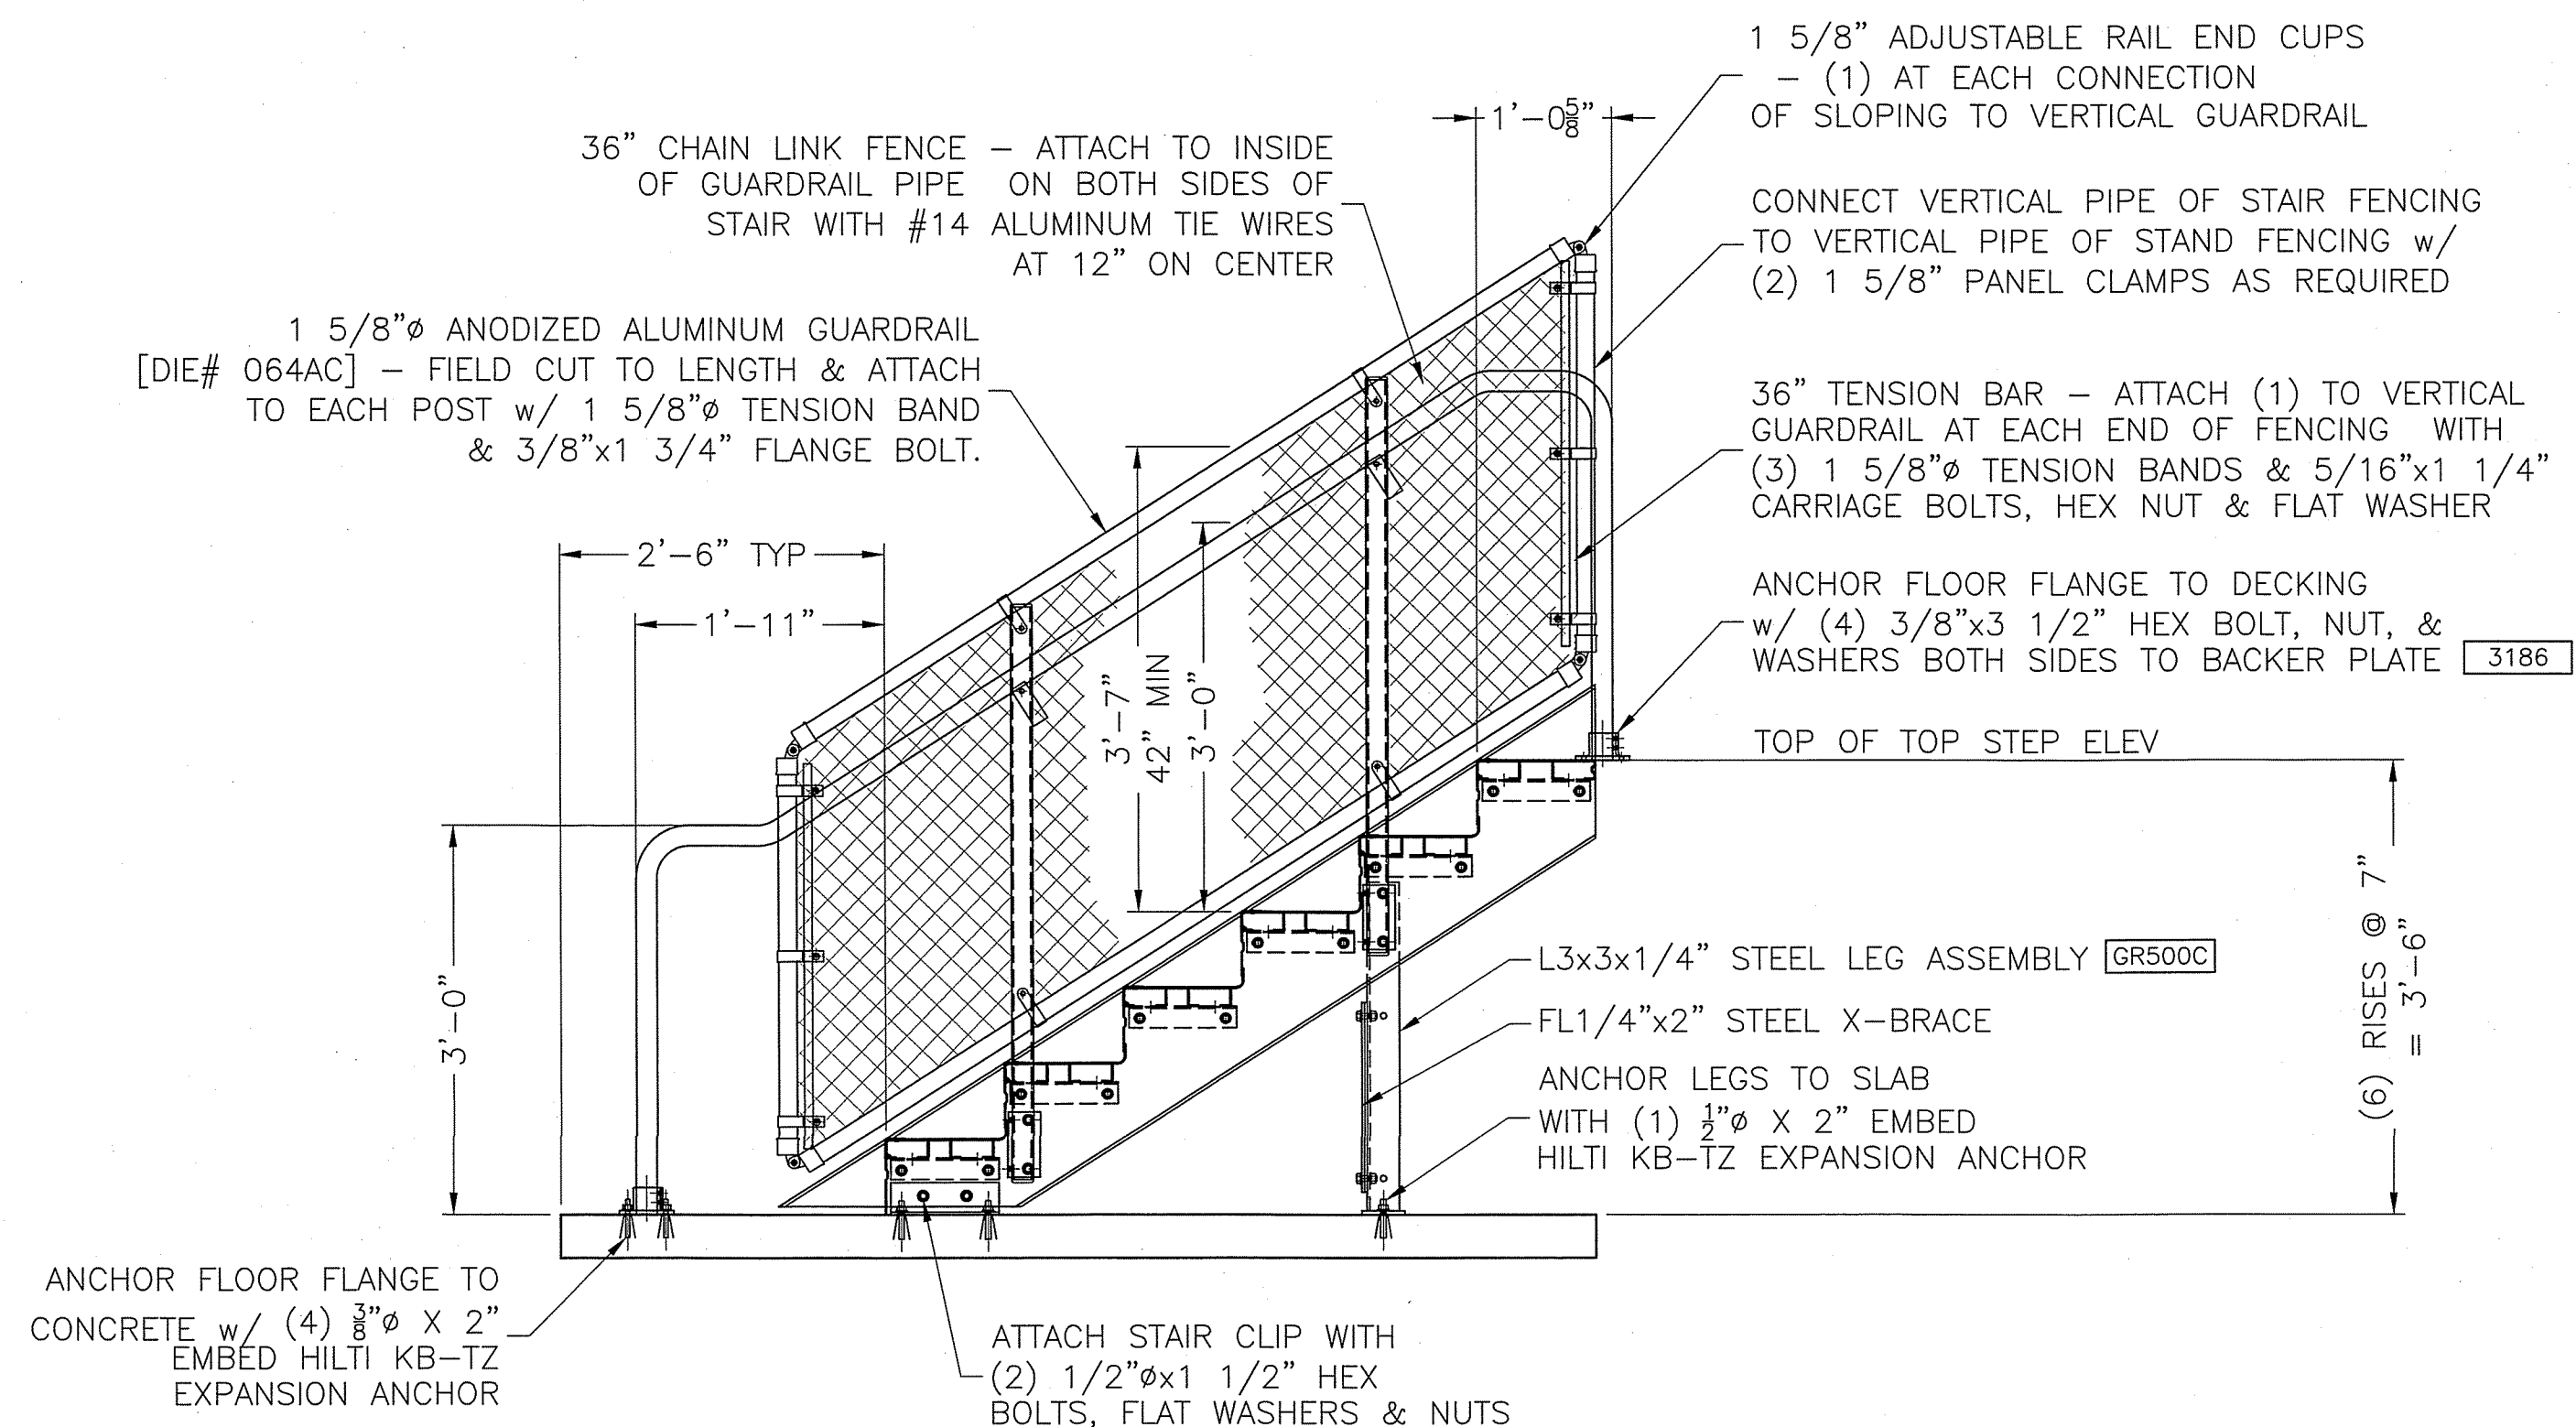 1 5/8" ADJUSTABLE RAIL END CUPS
– (1) AT EACH CONNECTION
OF SLOPING TO VERTICAL GUARDRAIL
1'–0 5/8"
36" CHAIN LINK FENCE – ATTACH TO INSIDE
OF GUARDRAIL PIPE ON BOTH SIDES OF
STAIR WITH #14 ALUMINUM TIE WIRES
AT 12" ON CENTER
CONNECT VERTICAL PIPE OF STAIR FENCING
TO VERTICAL PIPE OF STAND FENCING w/
(2) 1 5/8" PANEL CLAMPS AS REQUIRED
1 5/8"ø ANODIZED ALUMINUM GUARDRAIL
[DIE# 064AC] – FIELD CUT TO LENGTH & ATTACH
TO EACH POST w/ 1 5/8"ø TENSION BAND
& 3/8"x1 3/4" FLANGE BOLT.
36" TENSION BAR – ATTACH (1) TO VERTICAL
GUARDRAIL AT EACH END OF FENCING WITH
(3) 1 5/8"ø TENSION BANDS & 5/16"x1 1/4"
CARRIAGE BOLTS, HEX NUT & FLAT WASHER
2'–6" TYP
1'–11"
ANCHOR FLOOR FLANGE TO DECKING
w/ (4) 3/8"x3 1/2" HEX BOLT, NUT, &
WASHERS BOTH SIDES TO BACKER PLATE 3186
3'–7"
42" MIN
3'–0"
TOP OF TOP STEP ELEV
3'–0"
L3x3x1/4" STEEL LEG ASSEMBLY GR500C
FL1/4"x2" STEEL X–BRACE
ANCHOR LEGS TO SLAB
WITH (1) 1/2"ø X 2" EMBED
HILTI KB–TZ EXPANSION ANCHOR
(6) RISES @ 7"
= 3'–6"
ANCHOR FLOOR FLANGE TO
CONCRETE w/ (4) 3/8"ø X 2"
EMBED HILTI KB–TZ
EXPANSION ANCHOR
ATTACH STAIR CLIP WITH
(2) 1/2"øx1 1/2" HEX
BOLTS, FLAT WASHERS & NUTS